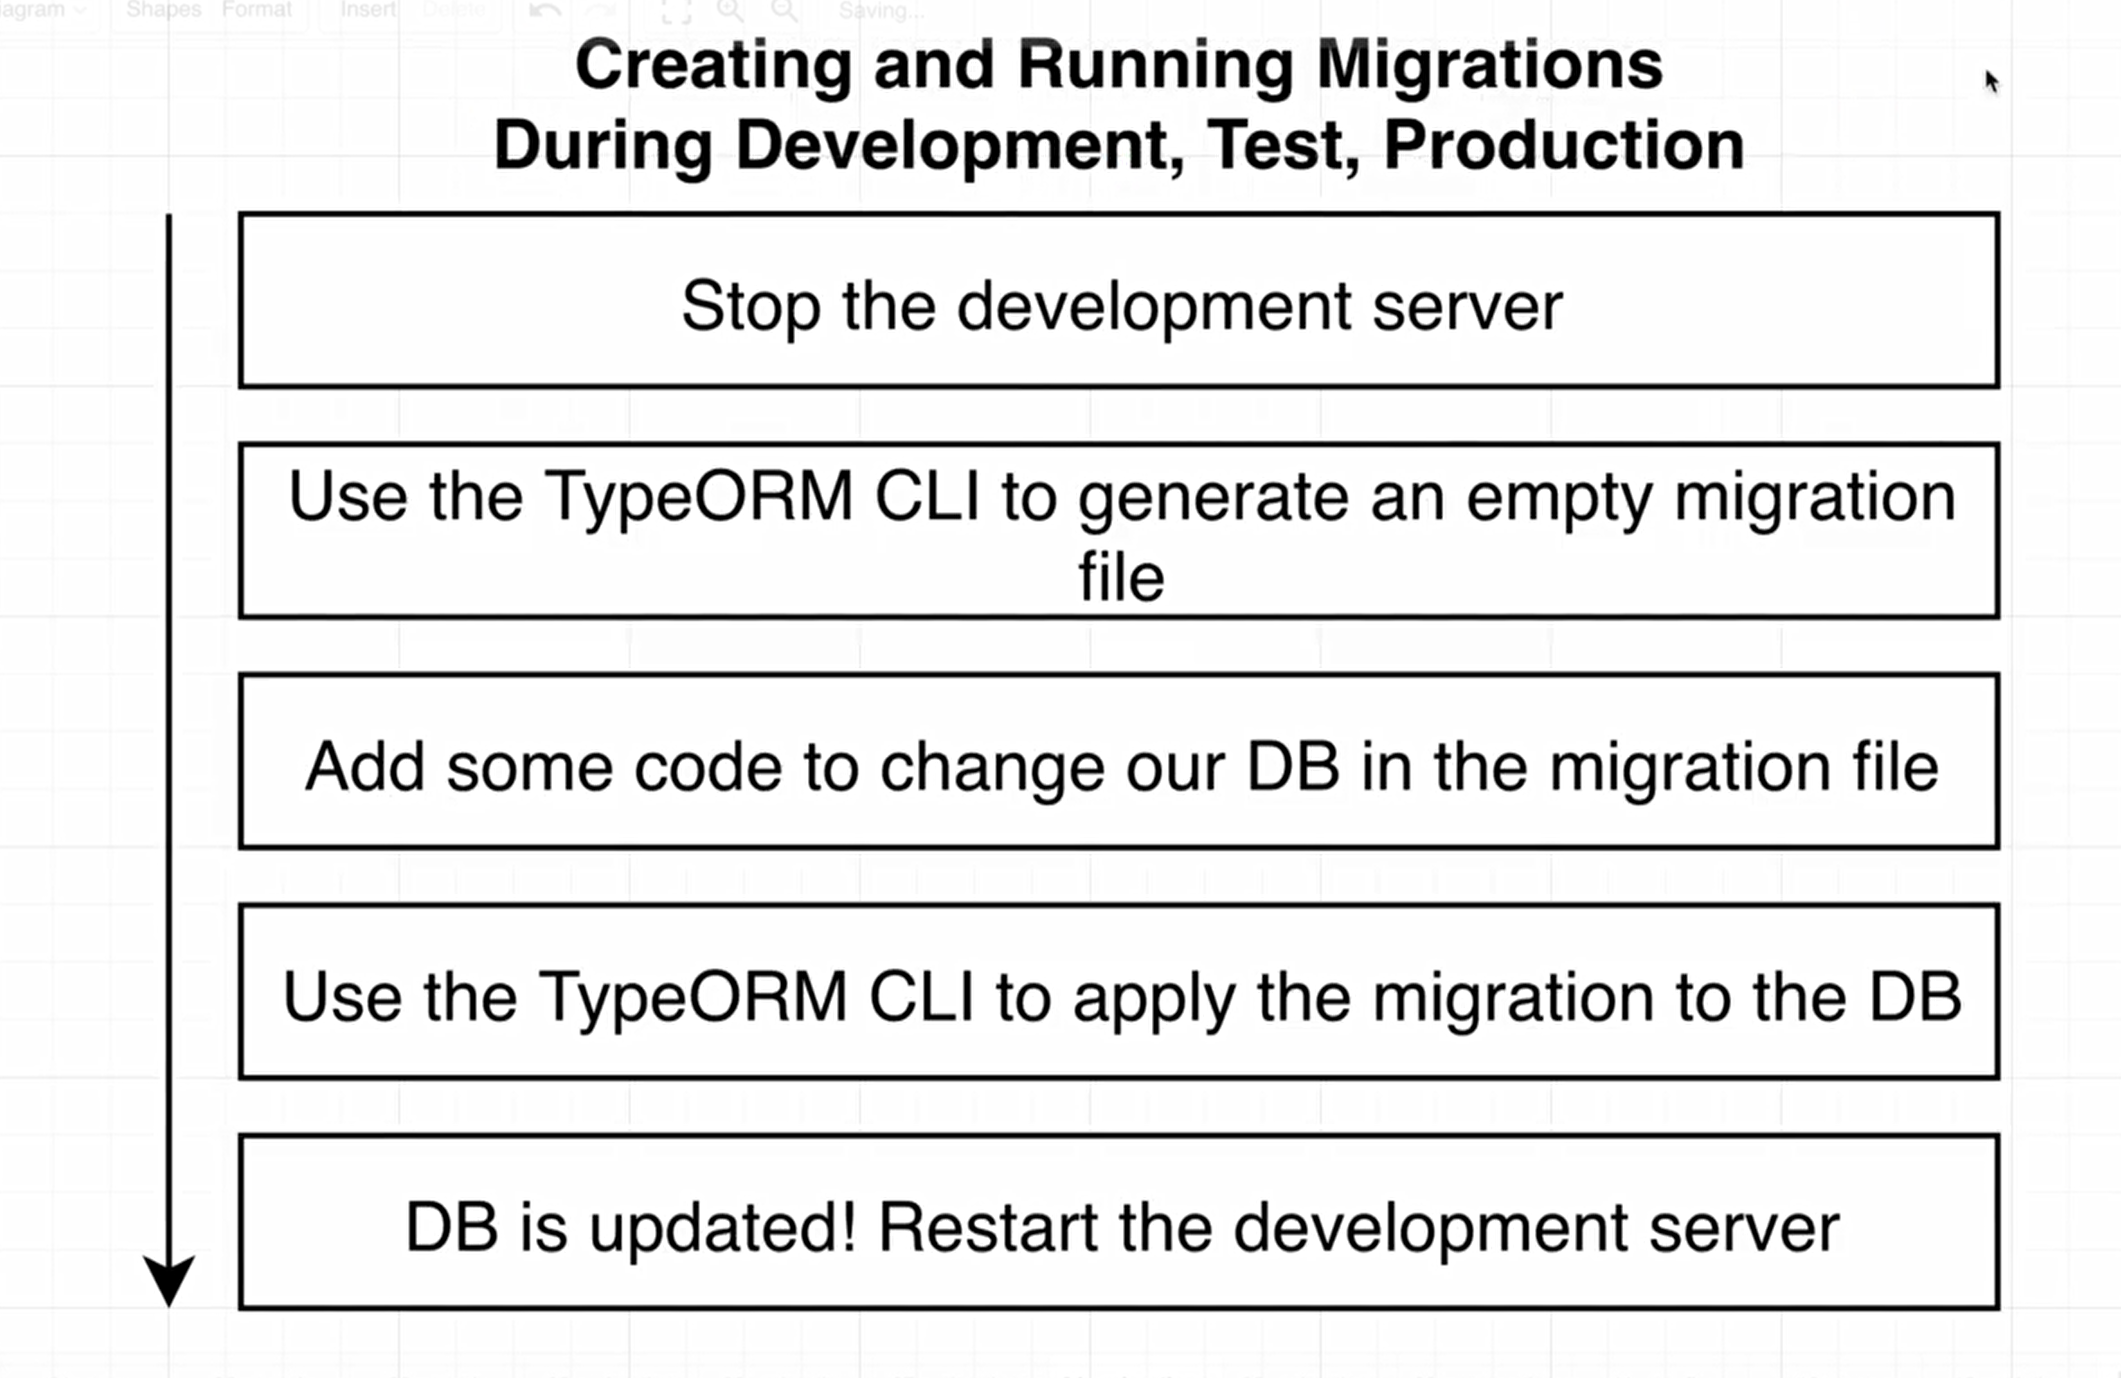 agram Shapes Format Insert Delete Saving...
Creating and Running Migrations
During Development, Test, Production
Stop the development server
Use the TypeORM CLI to generate an empty migration
file
Add some code to change our DB in the migration file
Use the TypeORM CLI to apply the migration to the DB
DB is updated! Restart the development server